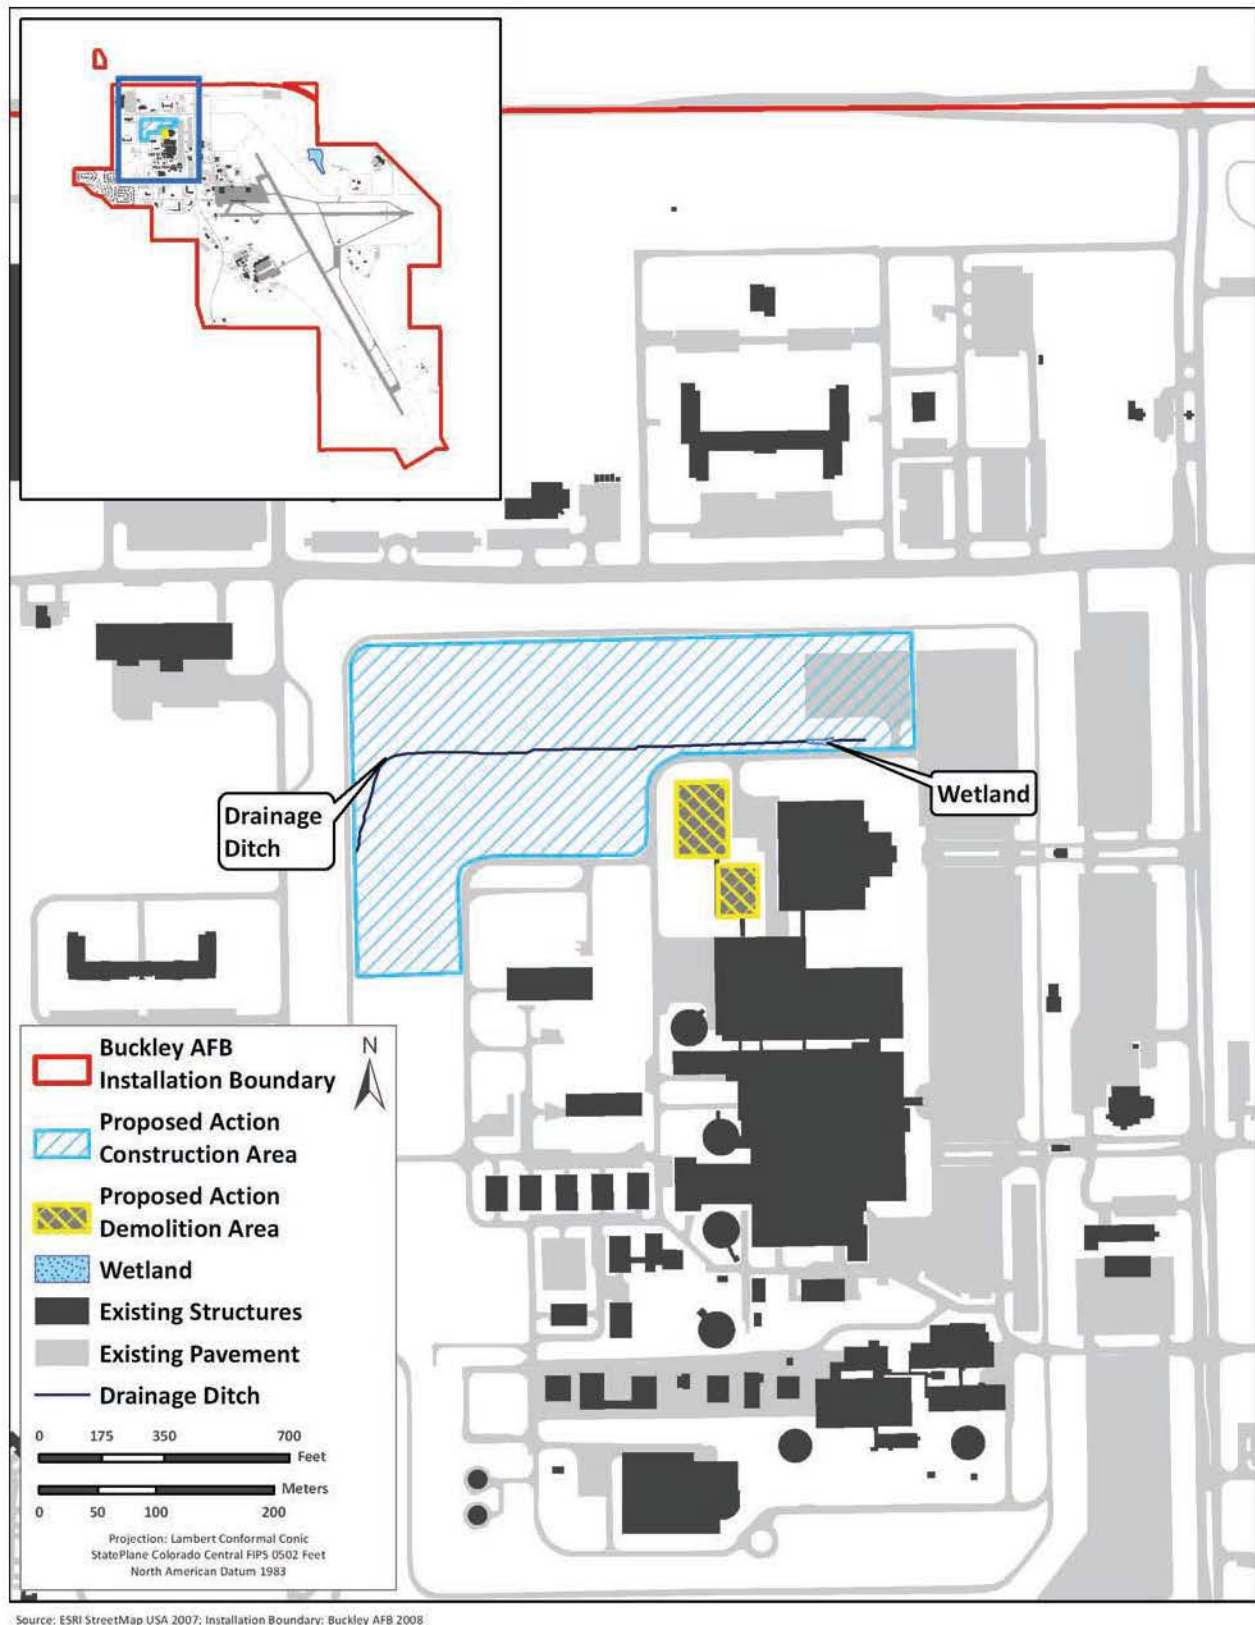 Drainage
Ditch
Wetland
Buckley AFB
Installation Boundary
N
Proposed Action
Construction Area
Proposed Action
Demolition Area
Wetland
Existing Structures
Existing Pavement
Drainage Ditch
0 175 350 700
Feet
Meters
0 50 100 200
Projection: Lambert Conformal Conic
StatePlane Colorado Central FIPS 0502 Feet
North American Datum 1983
Source: ESRI StreetMap USA 2007; Installation Boundary: Buckley AFB 2008